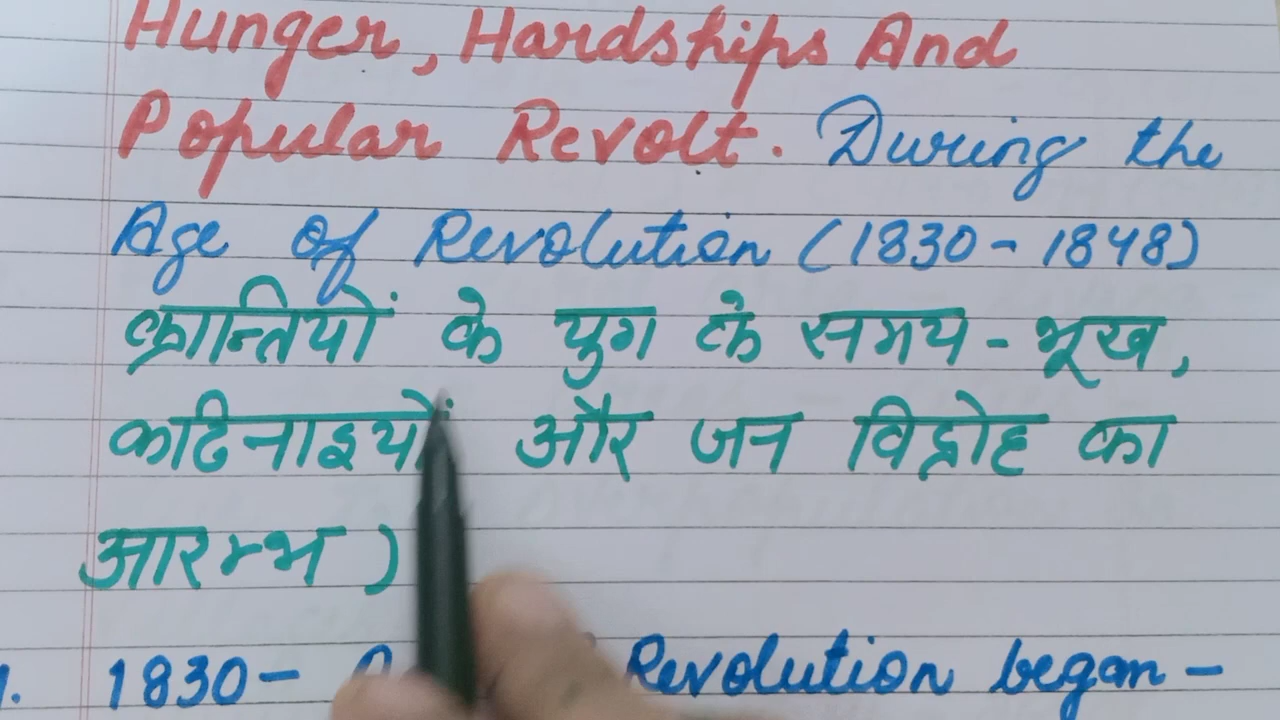 Hunger, Hardships And
Popular Revolt. During the
Age of Revolution (1830-1848)
क्रान्तियों के युग के समय - भूख,
कठिनाइयों और जन विद्रोह का
आरम्भ )
1. 1830- Revolution began -